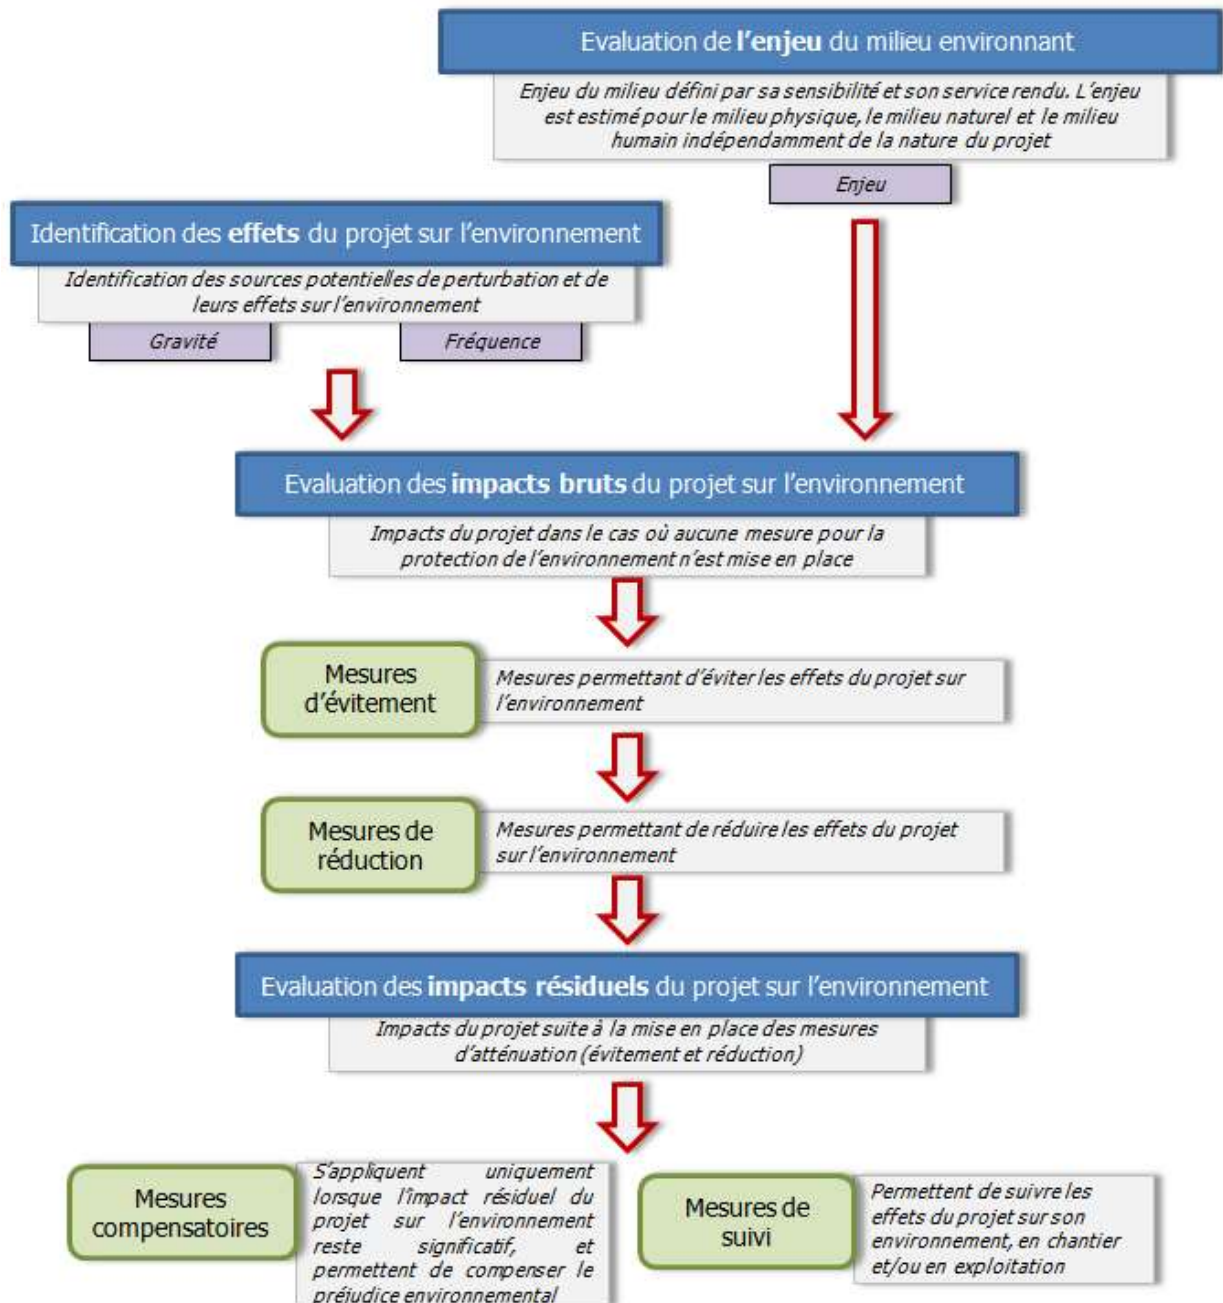 Evaluation de l'enjeu du milieu environnant
Enjeu du milieu défini par sa sensibilité et son service rendu. L'enjeu
est estimé pour le milieu physique, le milieu naturel et le milieu
humain indépendamment de la nature du projet
Enjeu
Identification des effets du projet sur l'environnement
Identification des sources potentielles de perturbation et de
leurs effets sur l'environnement
Gravité
Fréquence
Evaluation des impacts bruts du projet sur l'environnement
Impacts du projet dans le cas où aucune mesure pour la
protection de l'environnement n'est mise en place
Mesures
d'évitement
Mesures permettant d'éviter les effets du projet sur
l'environnement
Mesures de
réduction
Mesures permettant de réduire les effets du projet
sur l'environnement
Evaluation des impacts résiduels du projet sur l'environnement
Impacts du projet suite à la mise en place des mesures
d'atténuation (évitement et réduction)
Mesures
compensatoires
S'appliquent uniquement
lorsque l'impact résiduel du
projet sur l'environnement
reste significatif, et
permettent de compenser le
préjudice environnemental
Mesures de
suivi
Permettent de suivre les
effets du projet sur son
environnement, en chantier
et/ou en exploitation